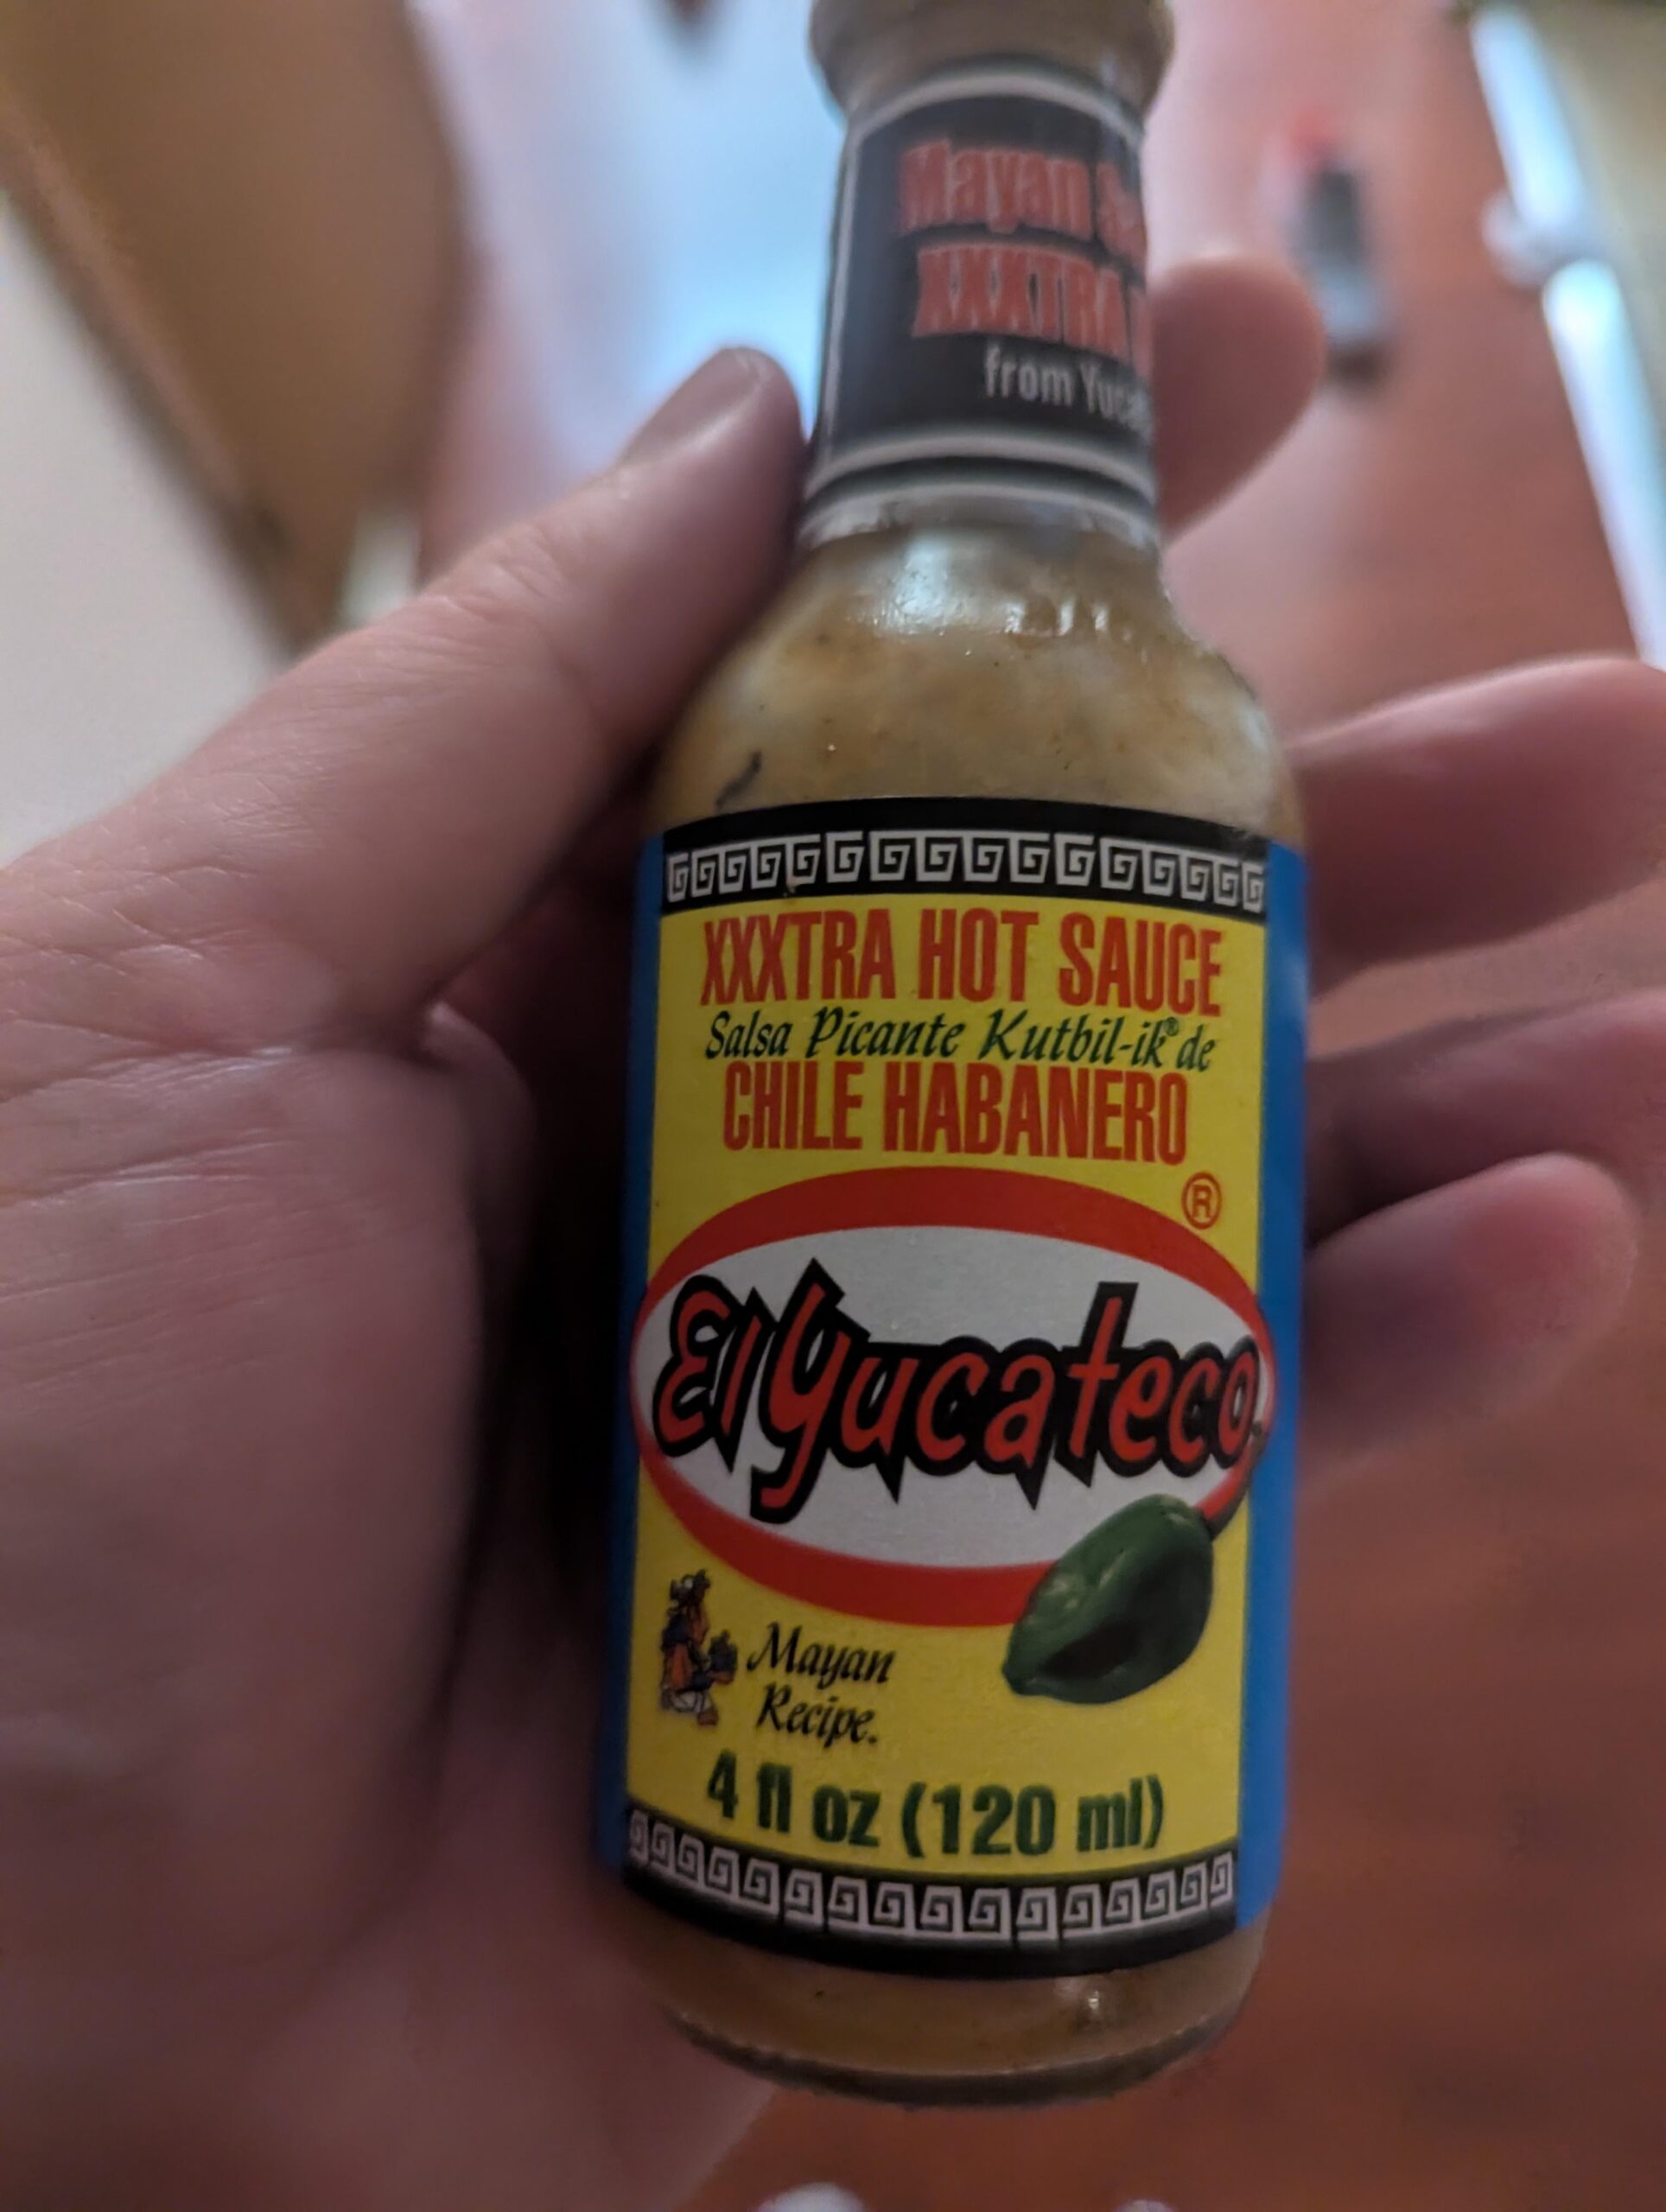 Mayan
XXXTRA
from
XXXTRA HOT SAUCE
Salsa Picante Kutbil-ik® de
CHILE HABANERO
®
El Yucateco
Mayan
Recipe.
4 fl oz (120 ml)